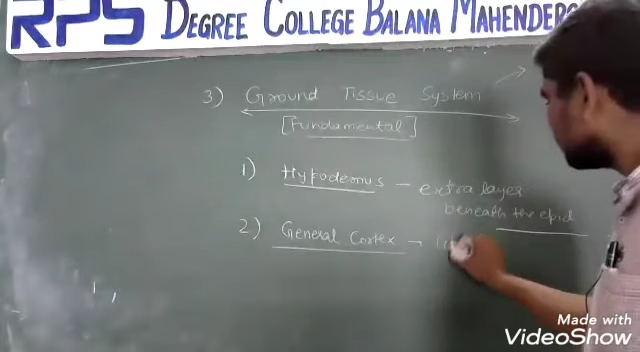 RPS DEGREE COLLEGE BALANA MAHENDERG
3) Ground Tissue System
[Fundamental]
1) Hypodermis – extra layer
beneath the epid
2) General Cortex –
Made with
VideoShow